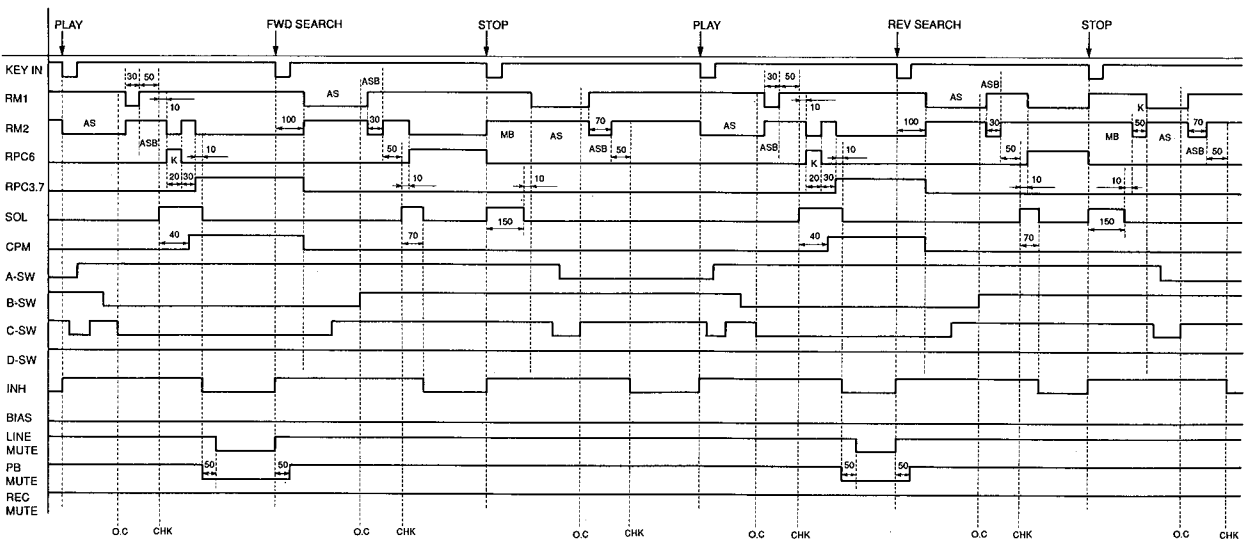 PLAY FWD SEARCH STOP PLAY REV SEARCH STOP
KEY IN
30 50 ASB 30 50 ASB
RM1 AS AS K
10 10
RM2 AS 100 30 MB AS 70 AS 100 30 MB 50 AS 70
ASB ASB ASB ASB
RPC6 K 10 50 50 K 10 50 10 50
20 30 10 10 20 30 10
RPC3.7
SOL
150 150
CPM 40 70 40 70
A-SW
B-SW
C-SW
D-SW
INH
BIAS
LINE
MUTE
PB 50 50 50 50
MUTE
REC
MUTE
O.C CHK O.C CHK O.C CHK O.C CHK O.C CHK O.C CHK